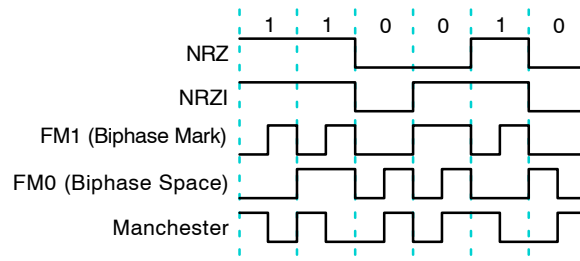 1 1 0 0 1 0
NRZ
NRZI
FM1 (Biphase Mark)
FM0 (Biphase Space)
Manchester